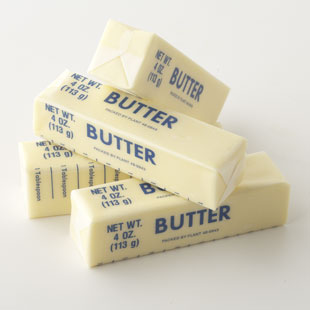 NET WT.
4 OZ.
(113 g)
BUTTER
NET WT.
4 OZ.
(113 g)
BUTTER
NET WT.
4 OZ.
(113 g)
1 Tablespoon
NET WT.
4 OZ.
(113 g)
BUTTER